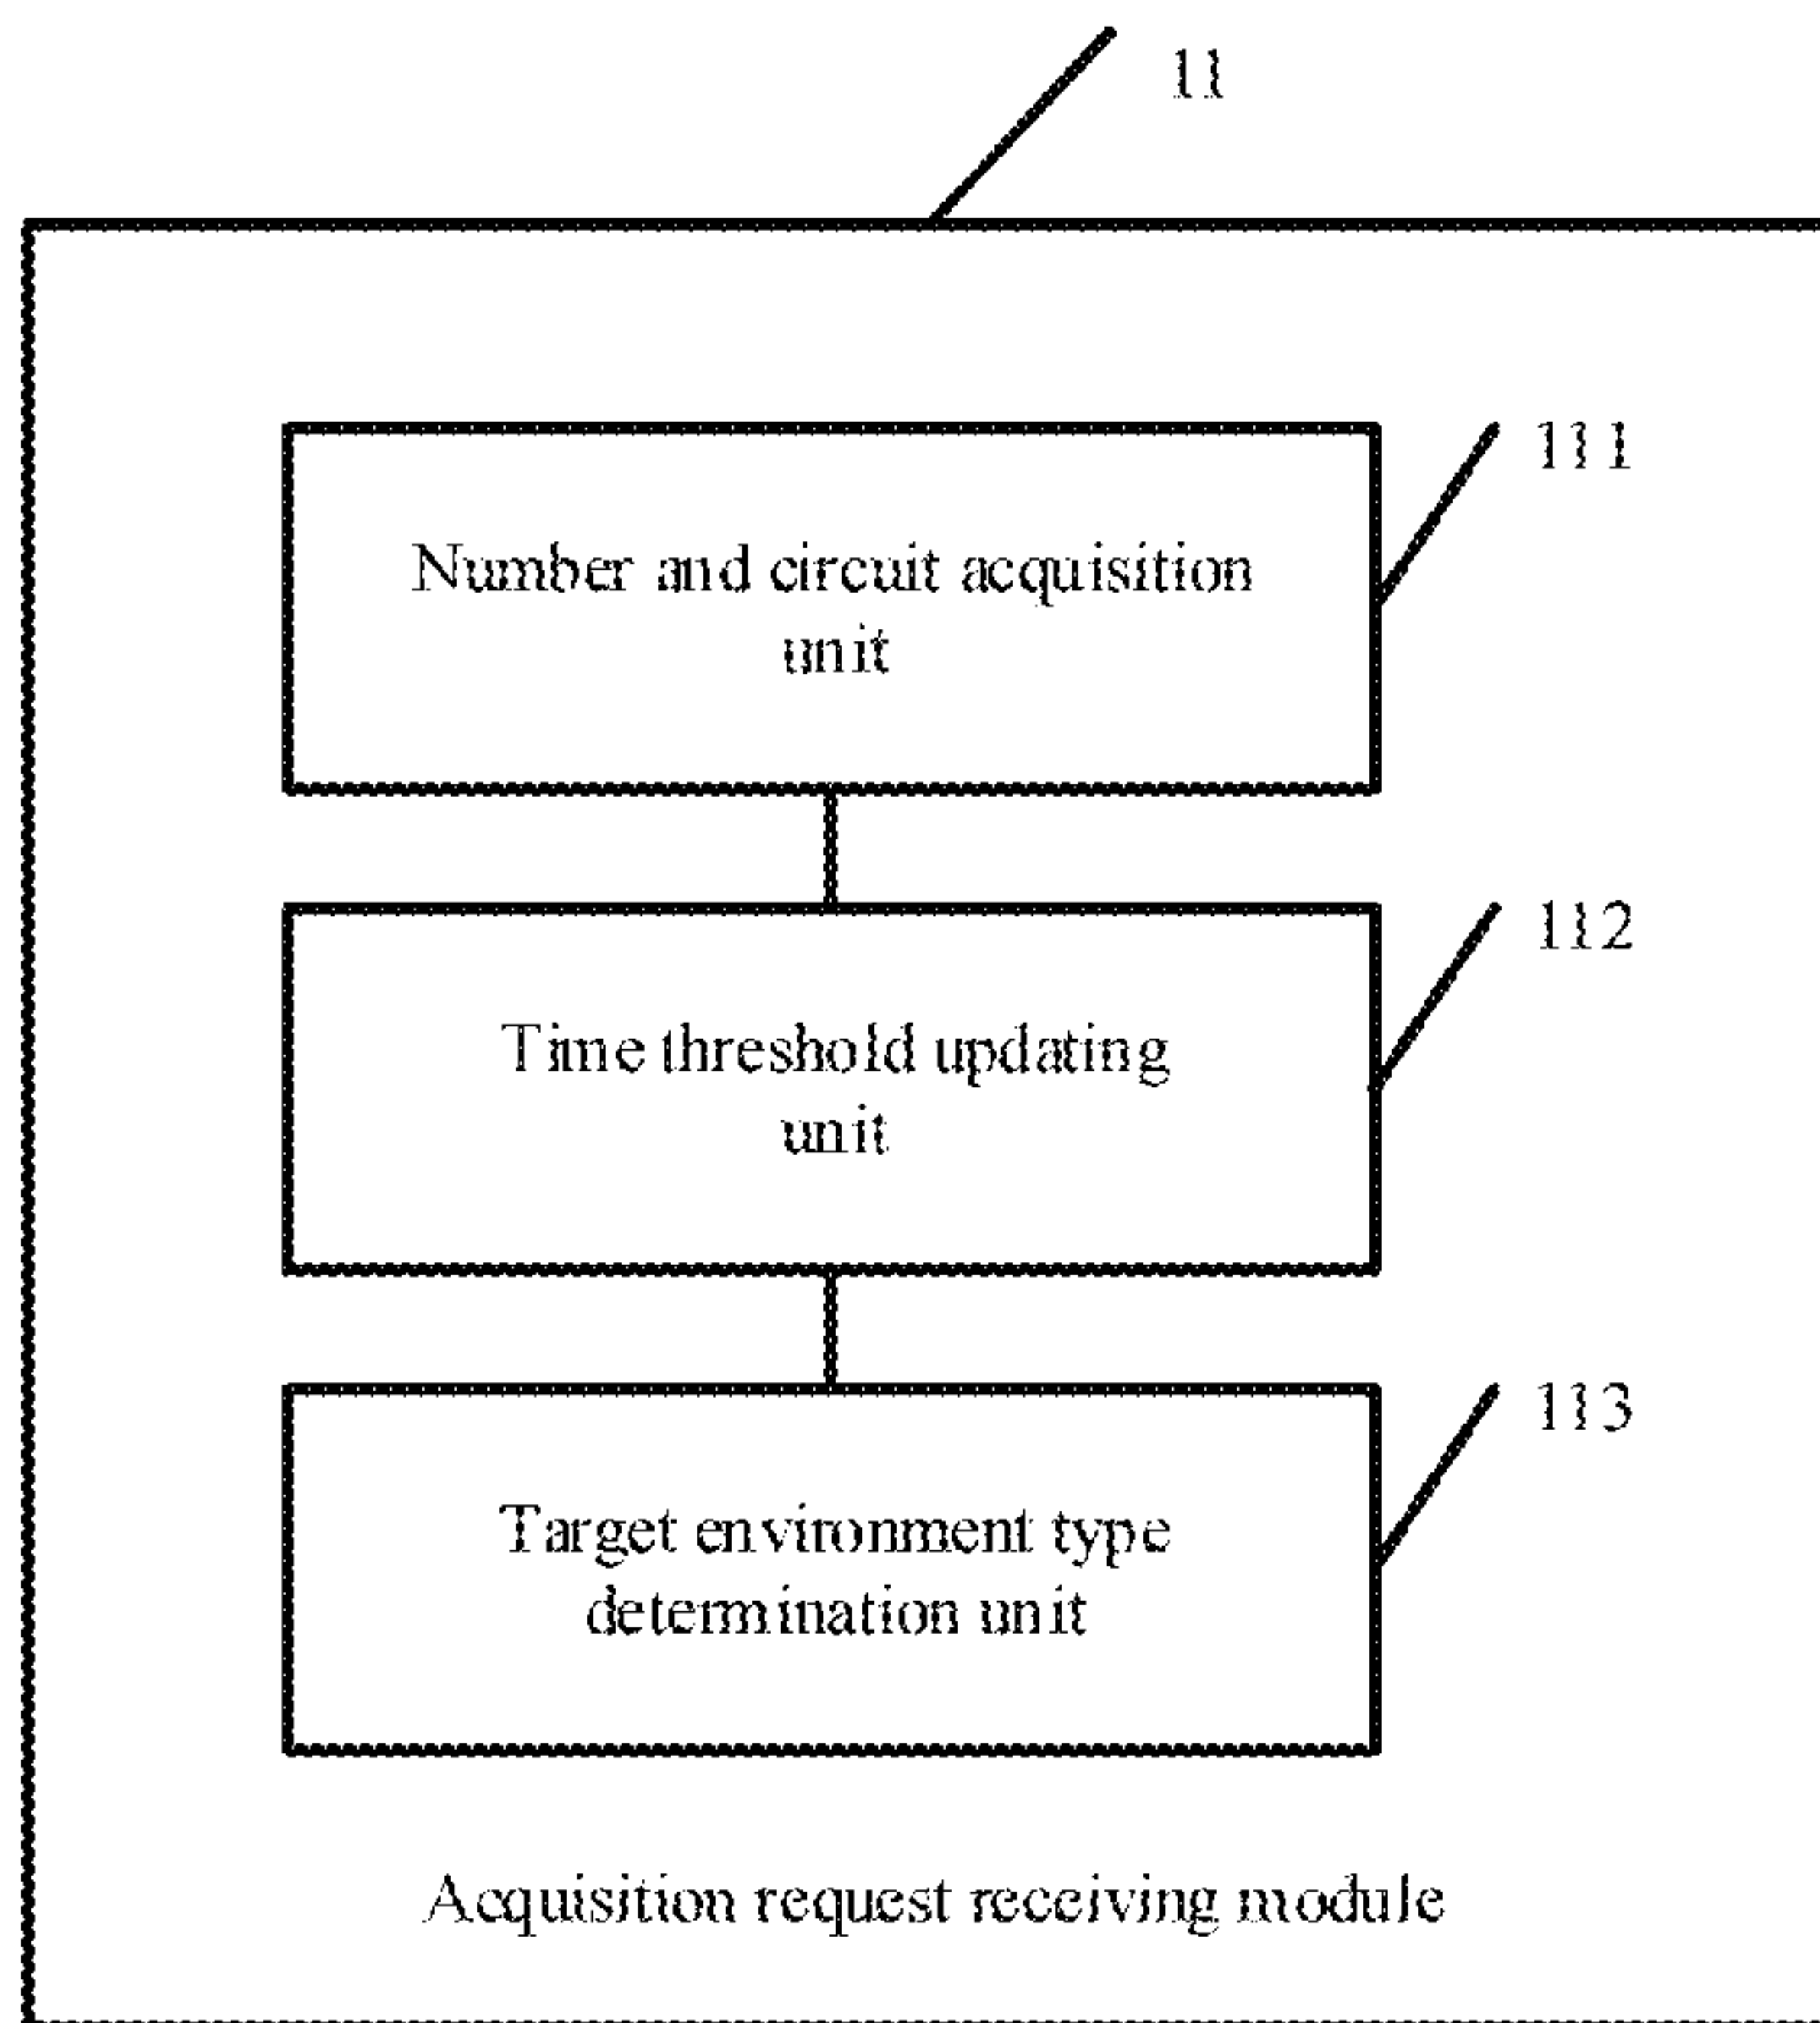 11
111
Number and circuit acquisition
unit
112
Time threshold updating
unit
113
Target environment type
determination unit
Acquisition request receiving module